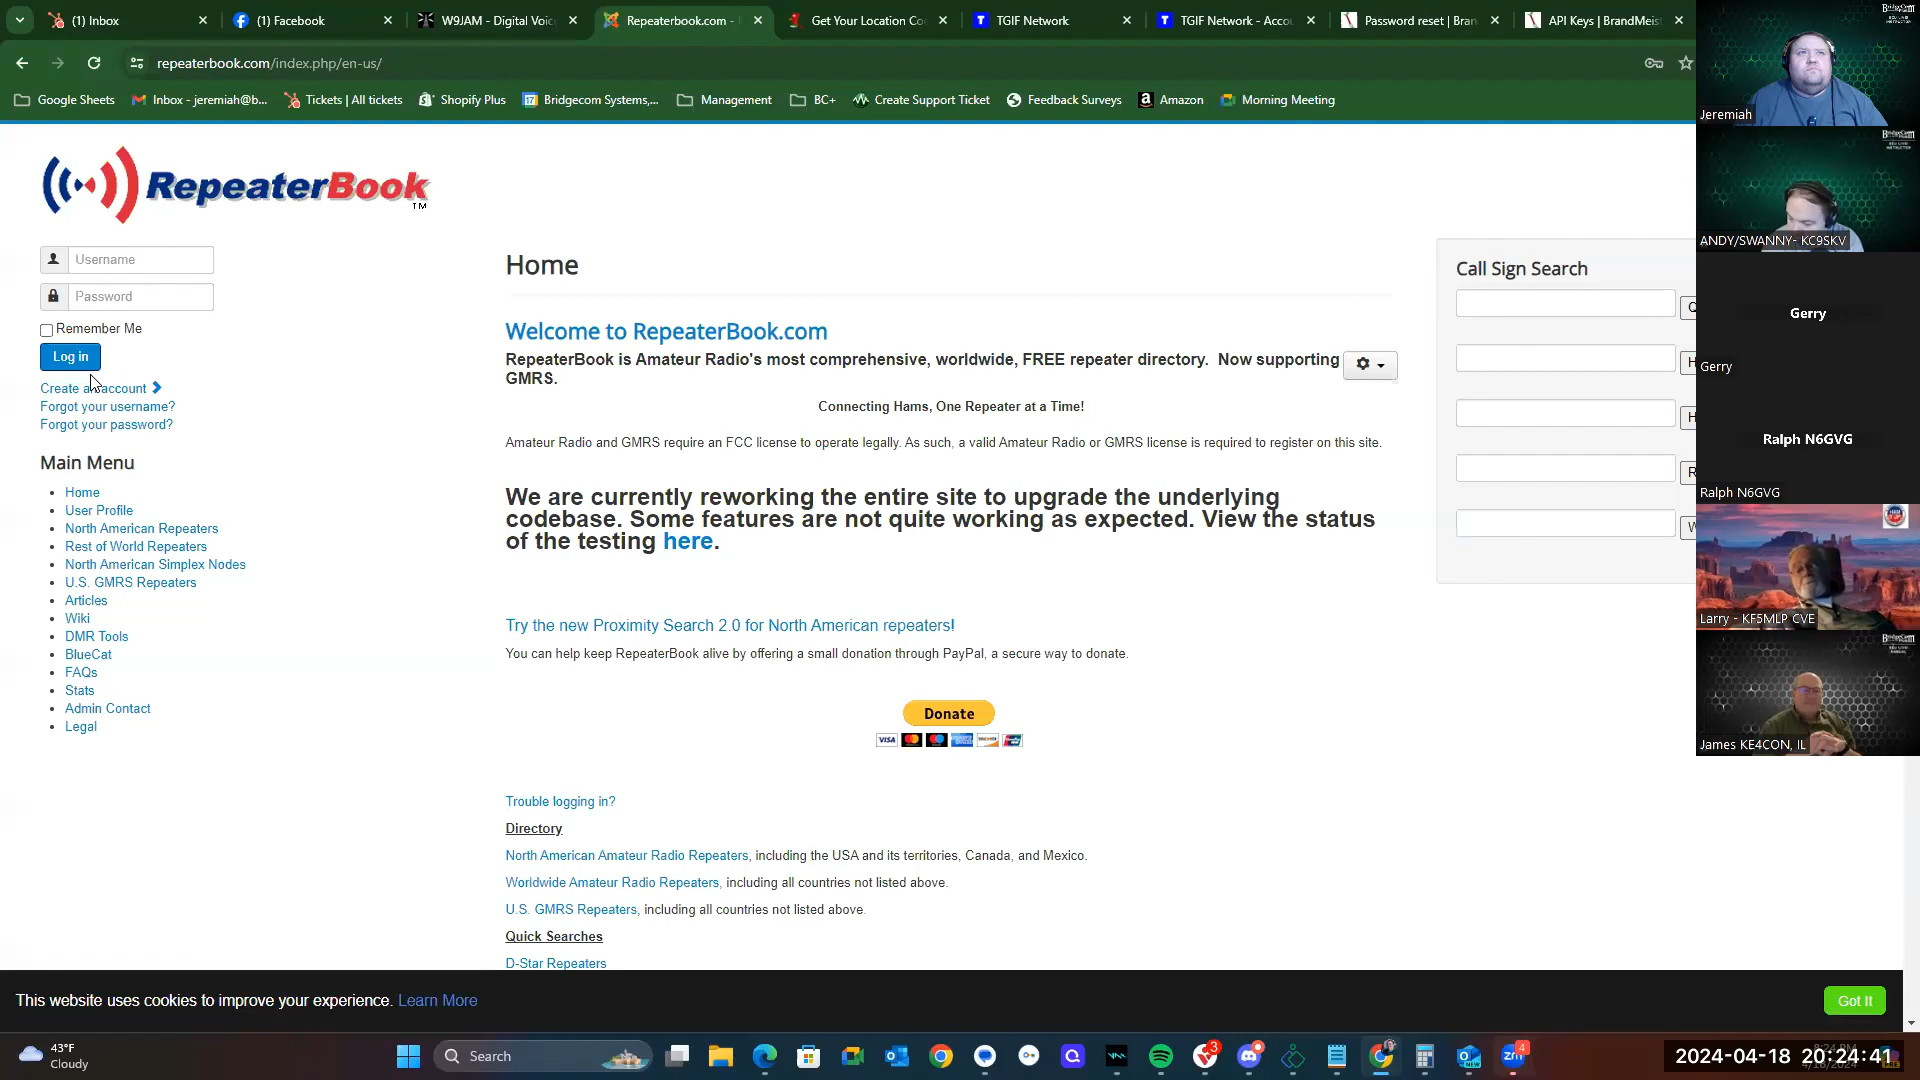 (1) Inbox
(1) Facebook
W9JAM - Digital Voic
Repeaterbook.com -
Get Your Location Co
TGIF Network
TGIF Network - Acco
Password reset | Bran
API Keys | BrandMeis
repeaterbook.com/index.php/en-us/
Google Sheets
Inbox - jeremiah@b...
Tickets | All tickets
Shopify Plus
Bridgecom Systems,...
Management
BC+
Create Support Ticket
Feedback Surveys
Amazon
Morning Meeting
RepeaterBook
TM
Username
Password
Remember Me
Log in
Create an account
Forgot your username?
Forgot your password?
Main Menu
Home
User Profile
North American Repeaters
Rest of World Repeaters
North American Simplex Nodes
U.S. GMRS Repeaters
Articles
Wiki
DMR Tools
BlueCat
FAQs
Stats
Admin Contact
Legal
Home
Welcome to RepeaterBook.com
RepeaterBook is Amateur Radio's most comprehensive, worldwide, FREE repeater directory. Now supporting
GMRS.
Connecting Hams, One Repeater at a Time!
Amateur Radio and GMRS require an FCC license to operate legally. As such, a valid Amateur Radio or GMRS license is required to register on this site.
We are currently reworking the entire site to upgrade the underlying
codebase. Some features are not quite working as expected. View the status
of the testing here.
Try the new Proximity Search 2.0 for North American repeaters!
You can help keep RepeaterBook alive by offering a small donation through PayPal, a secure way to donate.
Donate
VISA
Trouble logging in?
Directory
North American Amateur Radio Repeaters, including the USA and its territories, Canada, and Mexico.
Worldwide Amateur Radio Repeaters, including all countries not listed above.
U.S. GMRS Repeaters, including all countries not listed above.
Quick Searches
D-Star Repeaters
Call Sign Search
Q
H
H
R
W
Jeremiah
ANDY/SWANNY- KC9SKV
Gerry
Gerry
Ralph N6GVG
Ralph N6GVG
Larry - KF5MLP CVE
James KE4CON, IL
This website uses cookies to improve your experience. Learn More
Got It
43°F
Cloudy
Search
3
4
2024-04-18 20:24:41